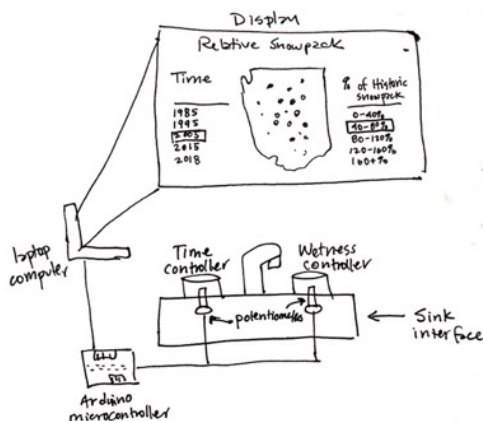 Display
Relative Snowpack
Time
1985
1995
2005
2015
2018
% of Historic
snowpack
0-40%
40-80%
80-120%
120-160%
160+%
laptop
computer
Time
controller
Wetness
controller
potentiometers
Sink
interface
Arduino
microcontroller